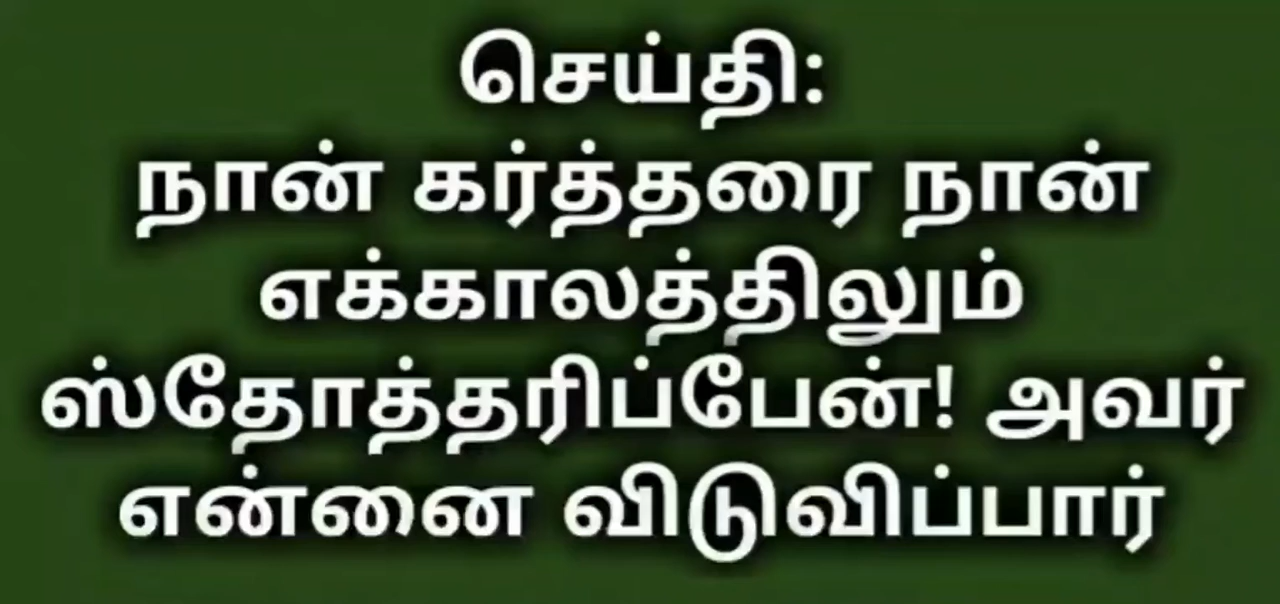 செய்தி:
நான் கர்த்தரை நான்
எக்காலத்திலும்
ஸ்தோத்தரிப்பேன்! அவர்
என்னை விடுவிப்பார்